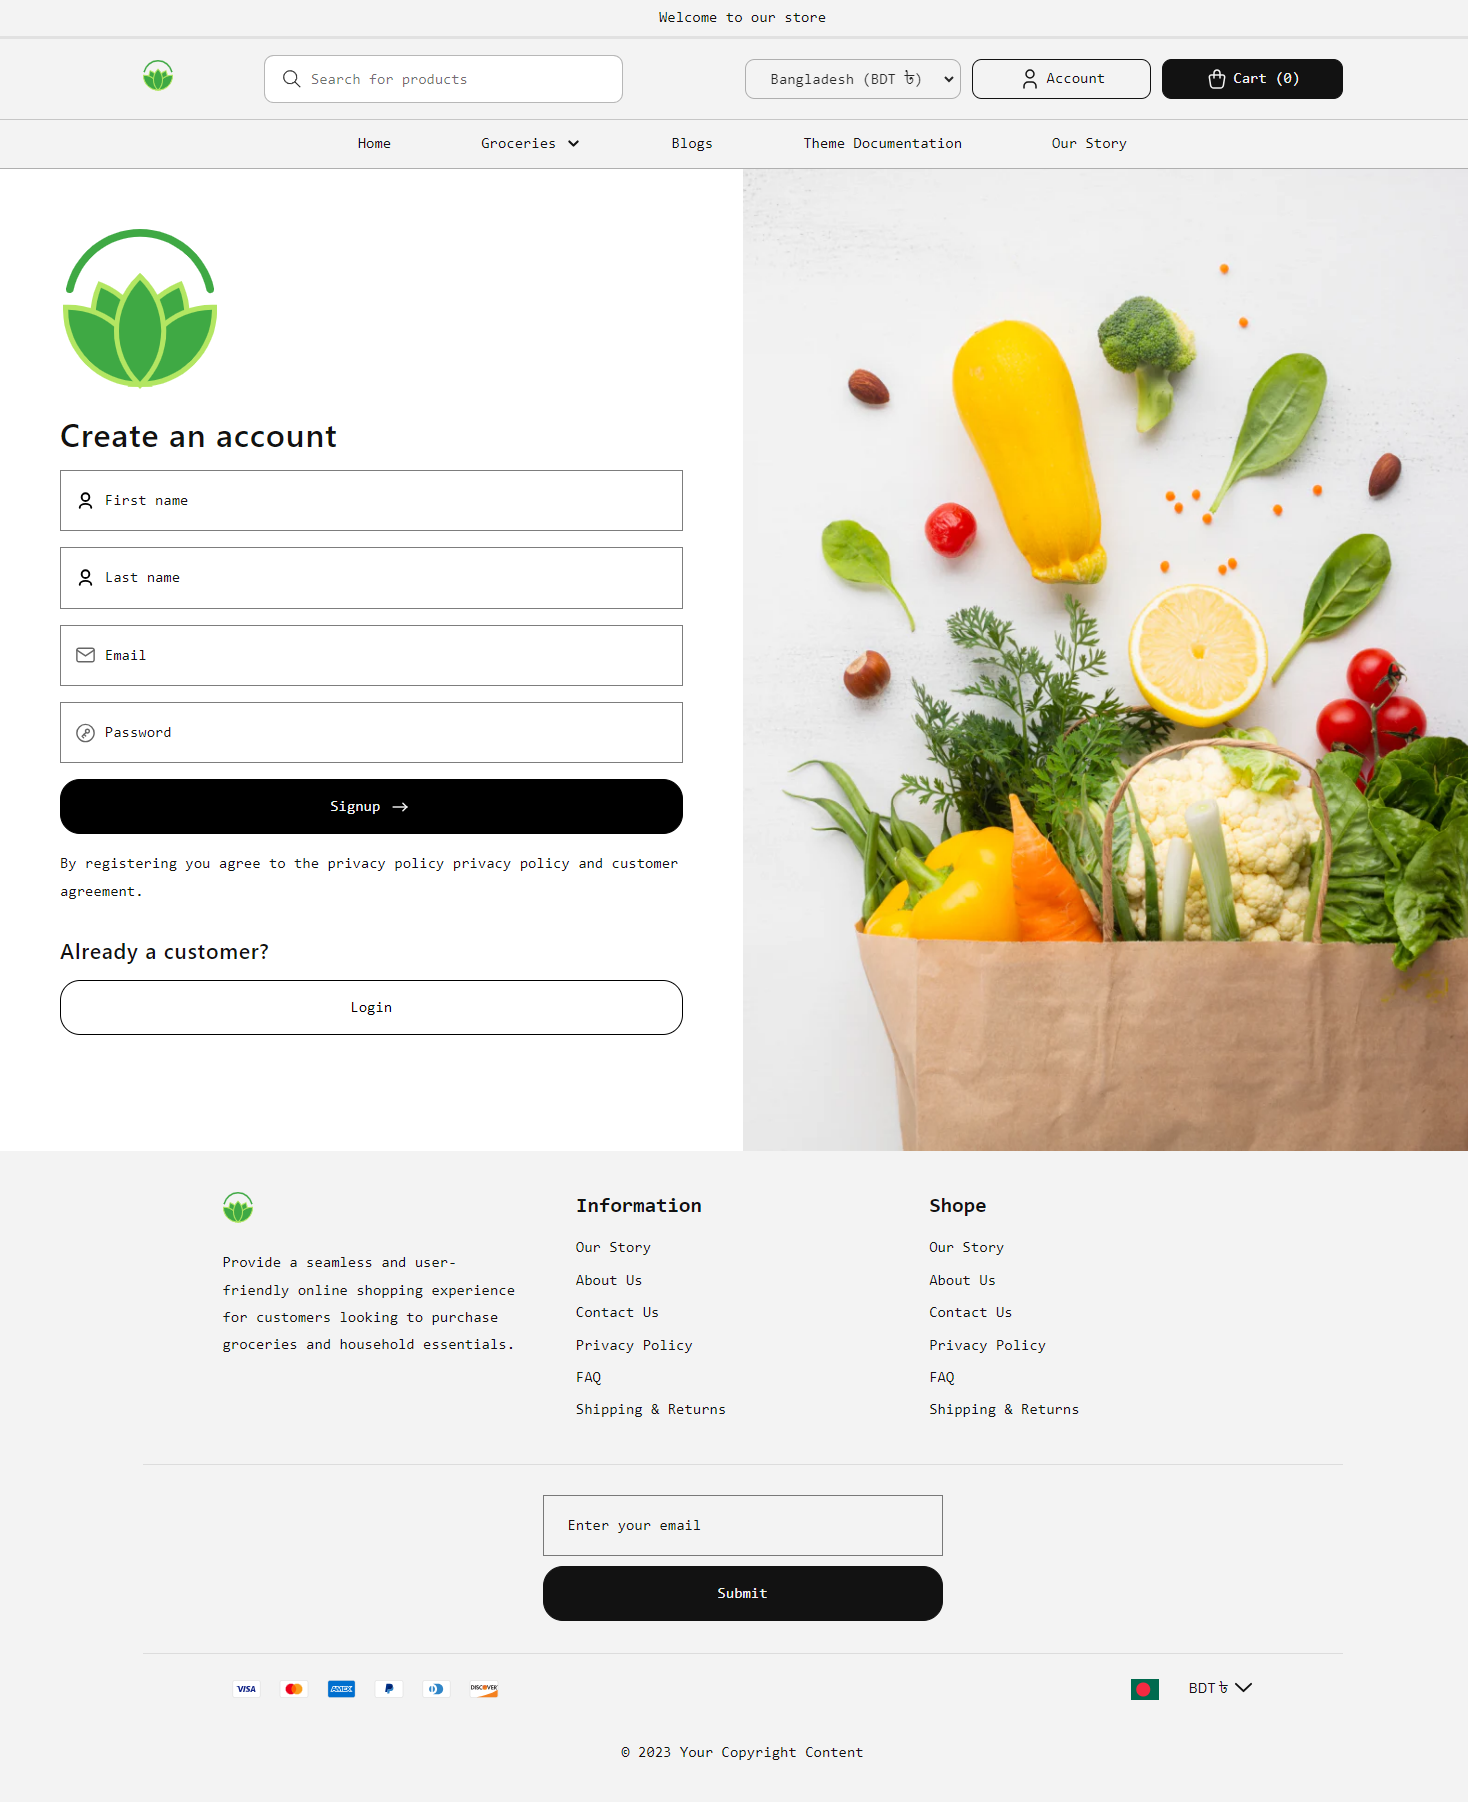 Welcome to our store
Search for products
Bangladesh (BDT ৳)
Account
Cart (0)
Home
Groceries
Blogs
Theme Documentation
Our Story
Create an account
First name
Last name
Email
Password
Signup
By registering you agree to the privacy policy privacy policy and customer
agreement.
Already a customer?
Login
Provide a seamless and user-
friendly online shopping experience
for customers looking to purchase
groceries and household essentials.
Information
Our Story
About Us
Contact Us
Privacy Policy
FAQ
Shipping & Returns
Shope
Our Story
About Us
Contact Us
Privacy Policy
FAQ
Shipping & Returns
Enter your email
Submit
VISA
AMEX
DISCOVER
BDT ৳
© 2023 Your Copyright Content